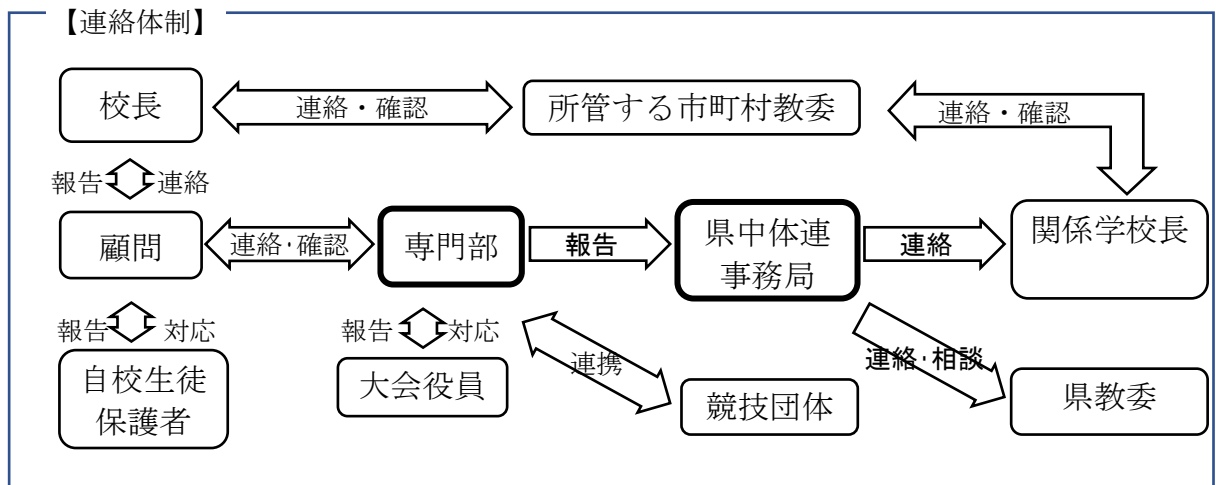 【連絡体制】
校長
連絡・確認
所管する市町村教委
連絡・確認
報告
連絡
顧問
連絡・確認
専門部
報告
県中体連
事務局
連絡
関係学校長
報告
対応
報告
対応
連携
連絡・相談
自校生徒
保護者
大会役員
競技団体
県教委